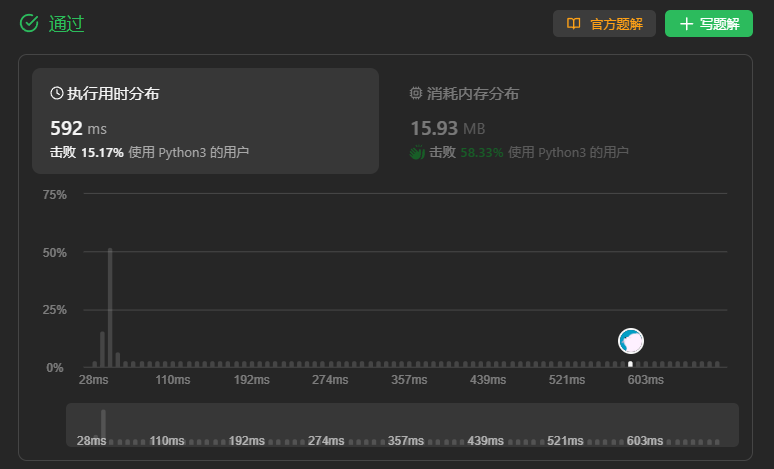 通过
官方题解
写题解
执行用时分布
消耗内存分布
592 ms
15.93 MB
击败 15.17% 使用 Python3 的用户
击败 58.33% 使用 Python3 的用户
75%
50%
25%
0%
28ms 110ms 192ms 274ms 357ms 439ms 521ms 603ms
28ms 110ms 192ms 274ms 357ms 439ms 521ms 603ms